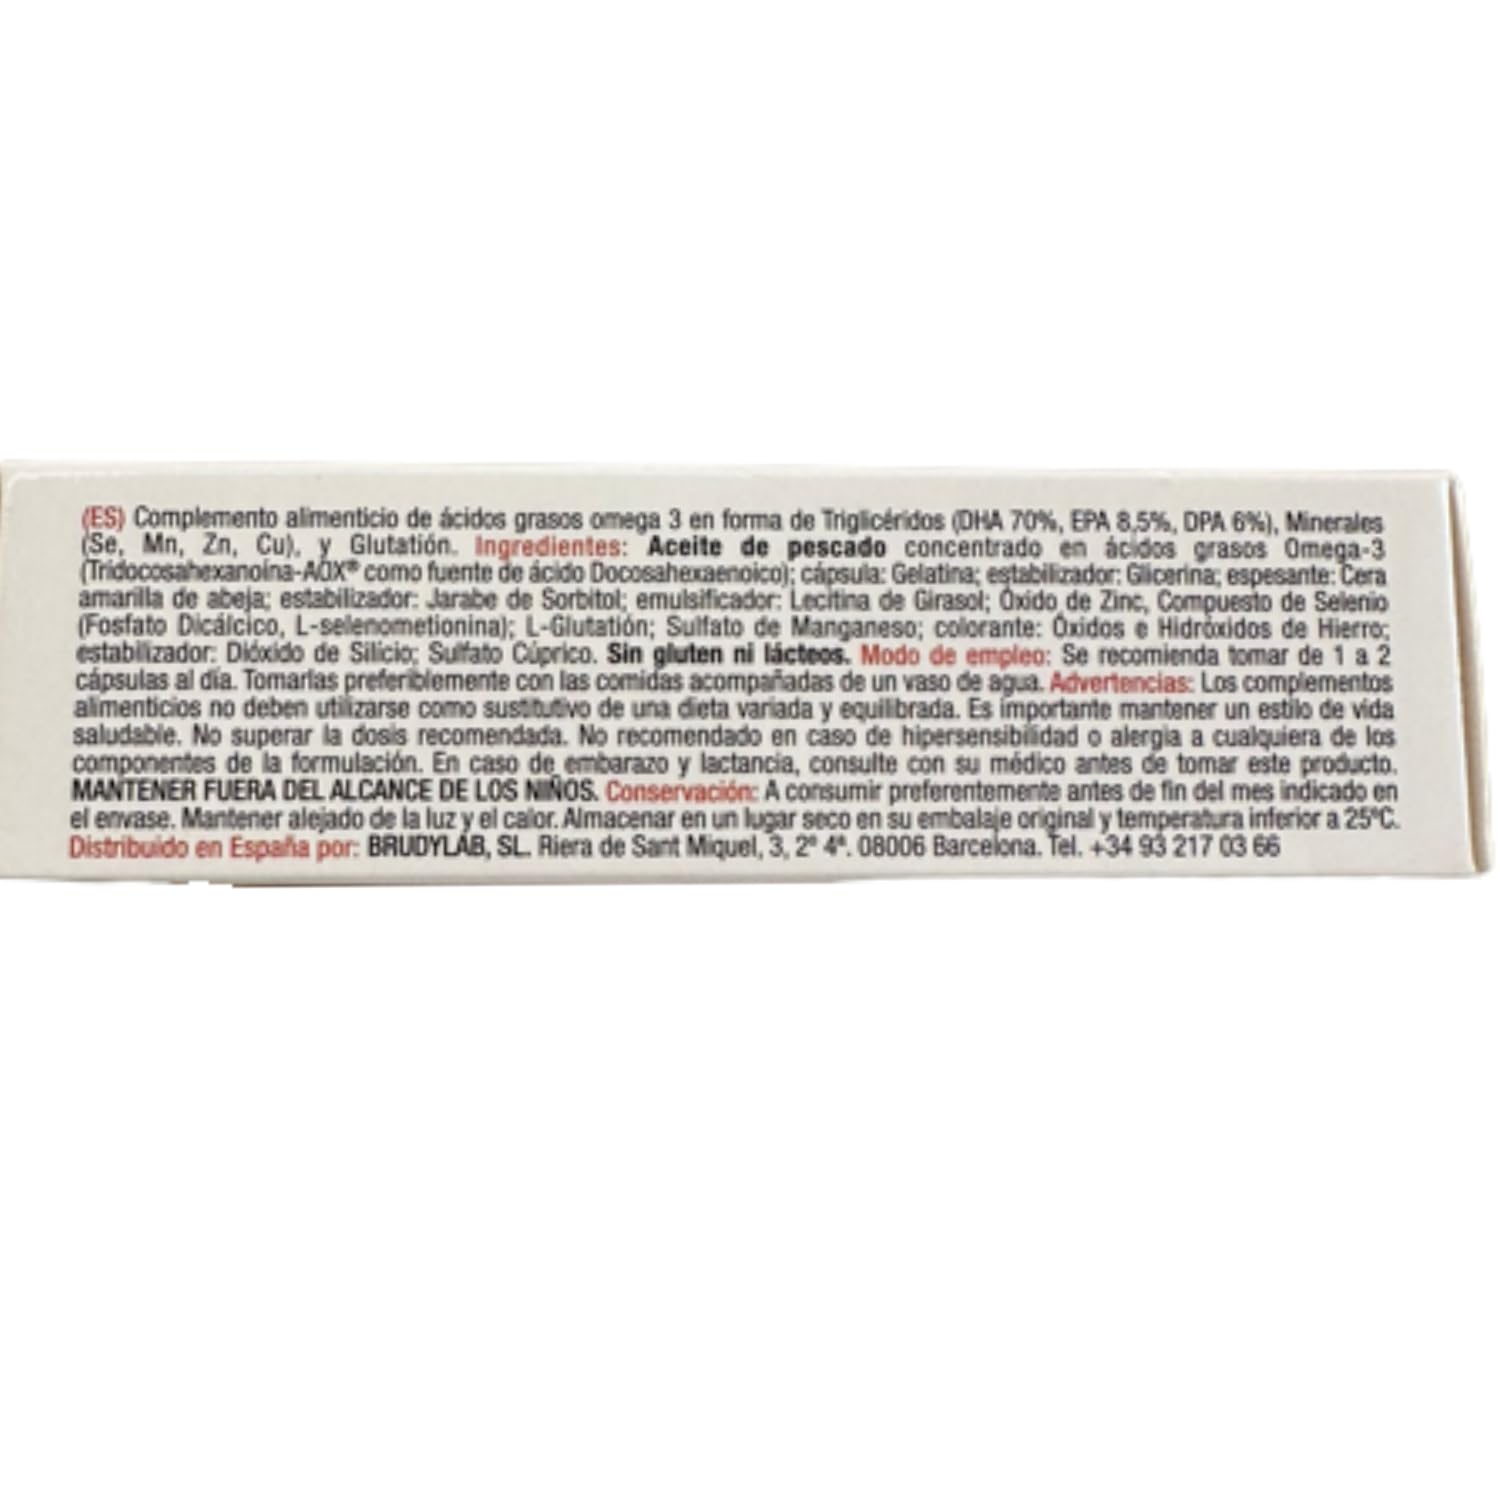 (ES) Complemento alimenticio de ácidos grasos omega 3 en forma de Triglicéridos (DHA 70%, EPA 8,5%, DPA 6%), Minerales
(Se, Mn, Zn, Cu), y Glutatión. Ingredientes: Aceite de pescado concentrado en ácidos grasos Omega-3
(Tridocosahexanoína-AOX® como fuente de ácido Docosahexaenoico); cápsula: Gelatina; estabilizador: Glicerina; espesante: Cera
amarilla de abeja; estabilizador: Jarabe de Sorbitol; emulsificador: Lecitina de Girasol; Óxido de Zinc, Compuesto de Selenio
(Fosfato Dicálcico, L-selenometionina); L-Glutatión; Sulfato de Manganeso; colorante: Óxidos e Hidróxidos de Hierro;
estabilizador: Dióxido de Silicio; Sulfato Cúprico. Sin gluten ni lácteos. Modo de empleo: Se recomienda tomar de 1 a 2
cápsulas al día. Tomarlas preferiblemente con las comidas acompañadas de un vaso de agua. Advertencias: Los complementos
alimenticios no deben utilizarse como sustitutivo de una dieta variada y equilibrada. Es importante mantener un estilo de vida
saludable. No superar la dosis recomendada. No recomendado en caso de hipersensibilidad o alergia a cualquiera de los
componentes de la formulación. En caso de embarazo y lactancia, consulte con su médico antes de tomar este producto.
MANTENER FUERA DEL ALCANCE DE LOS NIÑOS. Conservación: A consumir preferentemente antes de fin del mes indicado en
el envase. Mantener alejado de la luz y el calor. Almacenar en un lugar seco en su embalaje original y temperatura inferior a 25ºC.
Distribuido en España por: BRUDYLAB, SL. Riera de Sant Miquel, 3, 2º 4ª. 08006 Barcelona. Tel. +34 93 217 03 66